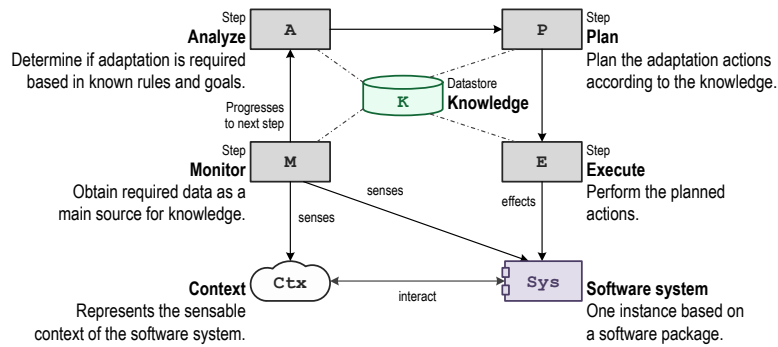 Step
Analyze
Determine if adaptation is required
based in known rules and goals.
A
P
Step
Plan
Plan the adaptation actions
according to the knowledge.
K
Datastore
Knowledge
Progresses
to next step
Step
Monitor
Obtain required data as a
main source for knowledge.
M
E
Step
Execute
Perform the planned
actions.
senses
senses
effects
Context
Represents the sensable
context of the software system.
Ctx
interact
Sys
Software system
One instance based on
a software package.